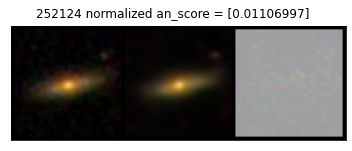 252124 normalized an_score = [0.01106997]